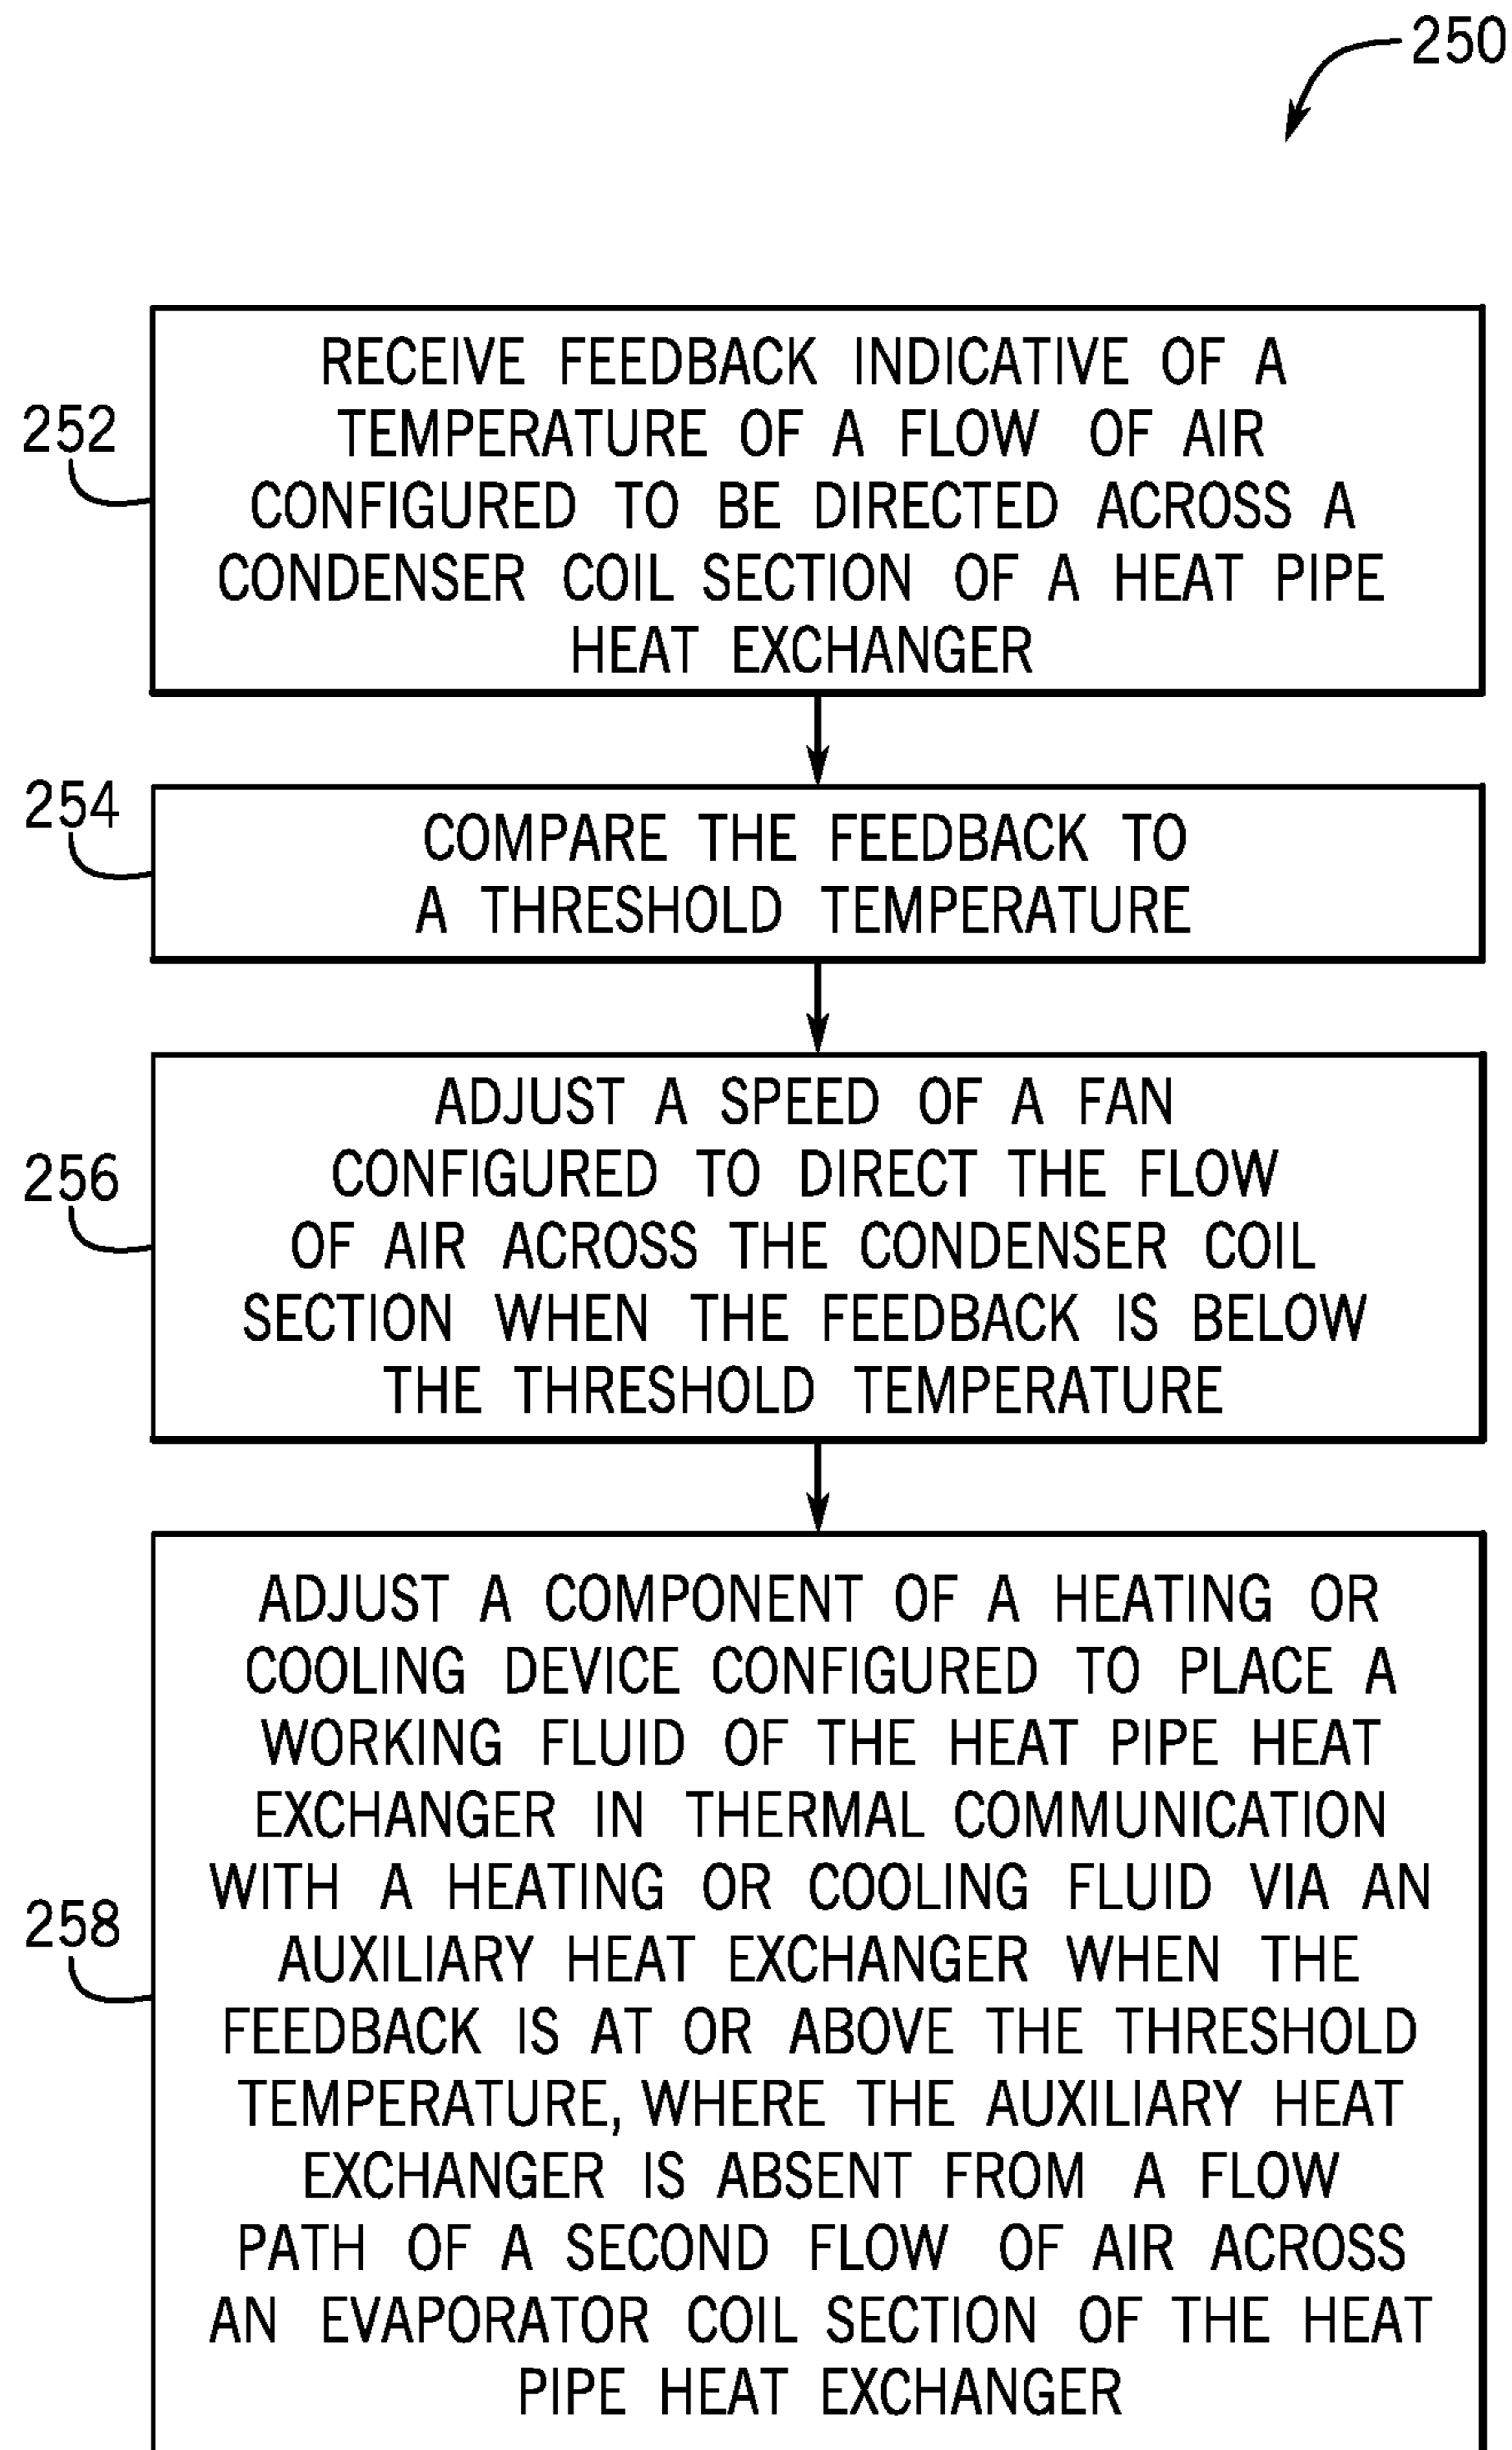 250
252
RECEIVE FEEDBACK INDICATIVE OF A
TEMPERATURE OF A FLOW OF AIR
CONFIGURED TO BE DIRECTED ACROSS A
CONDENSER COIL SECTION OF A HEAT PIPE
HEAT EXCHANGER
254
COMPARE THE FEEDBACK TO
A THRESHOLD TEMPERATURE
256
ADJUST A SPEED OF A FAN
CONFIGURED TO DIRECT THE FLOW
OF AIR ACROSS THE CONDENSER COIL
SECTION WHEN THE FEEDBACK IS BELOW
THE THRESHOLD TEMPERATURE
258
ADJUST A COMPONENT OF A HEATING OR
COOLING DEVICE CONFIGURED TO PLACE A
WORKING FLUID OF THE HEAT PIPE HEAT
EXCHANGER IN THERMAL COMMUNICATION
WITH A HEATING OR COOLING FLUID VIA AN
AUXILIARY HEAT EXCHANGER WHEN THE
FEEDBACK IS AT OR ABOVE THE THRESHOLD
TEMPERATURE, WHERE THE AUXILIARY HEAT
EXCHANGER IS ABSENT FROM A FLOW
PATH OF A SECOND FLOW OF AIR ACROSS
AN EVAPORATOR COIL SECTION OF THE HEAT
PIPE HEAT EXCHANGER